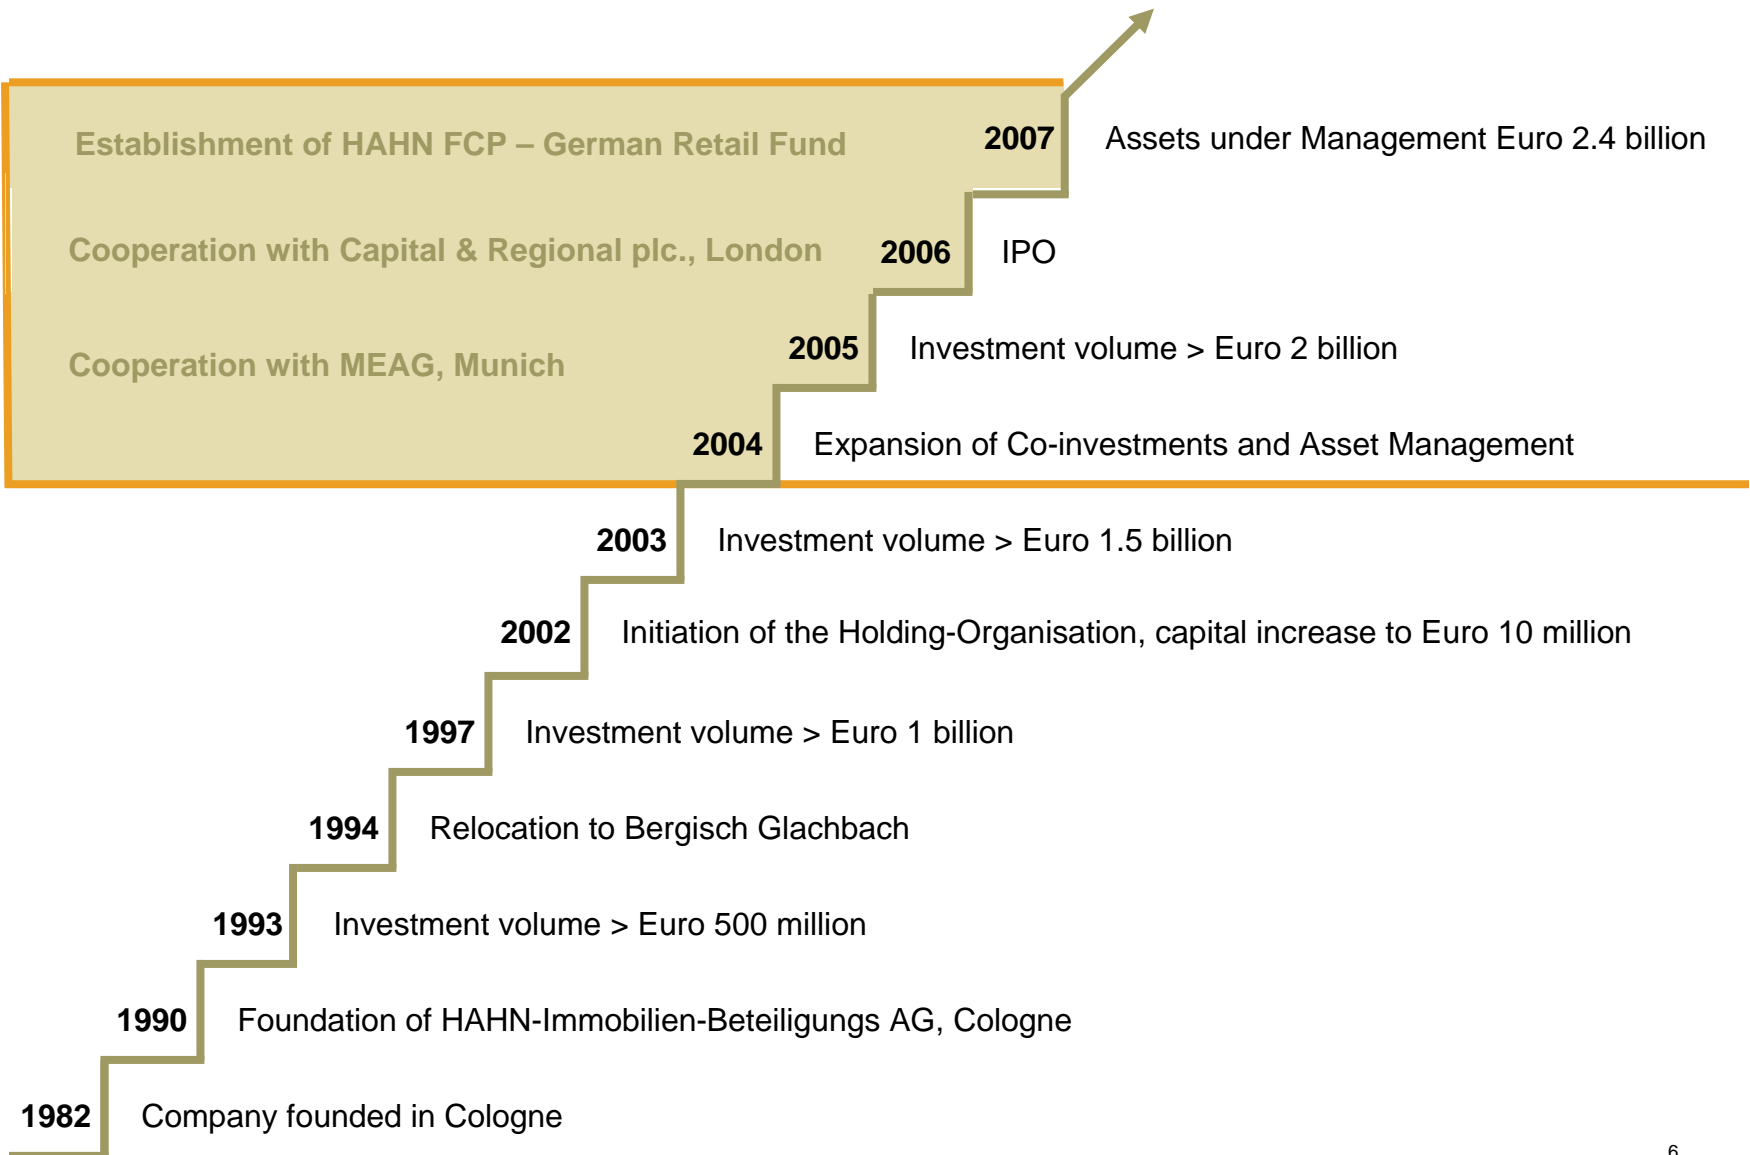 Establishment of HAHN FCP – German Retail Fund 2007 Assets under Management Euro 2.4 billion
Cooperation with Capital & Regional plc., London 2006 IPO
2005 Investment volume > Euro 2 billion
Cooperation with MEAG, Munich
2004 Expansion of Co-investments and Asset Management
2003 Investment volume > Euro 1.5 billion
2002 Initiation of the Holding-Organisation, capital increase to Euro 10 million
1997 Investment volume > Euro 1 billion
1994 Relocation to Bergisch Glachbach
1993 Investment volume > Euro 500 million
1990 Foundation of HAHN-Immobilien-Beteiligungs AG, Cologne
1982 Company founded in Cologne
6